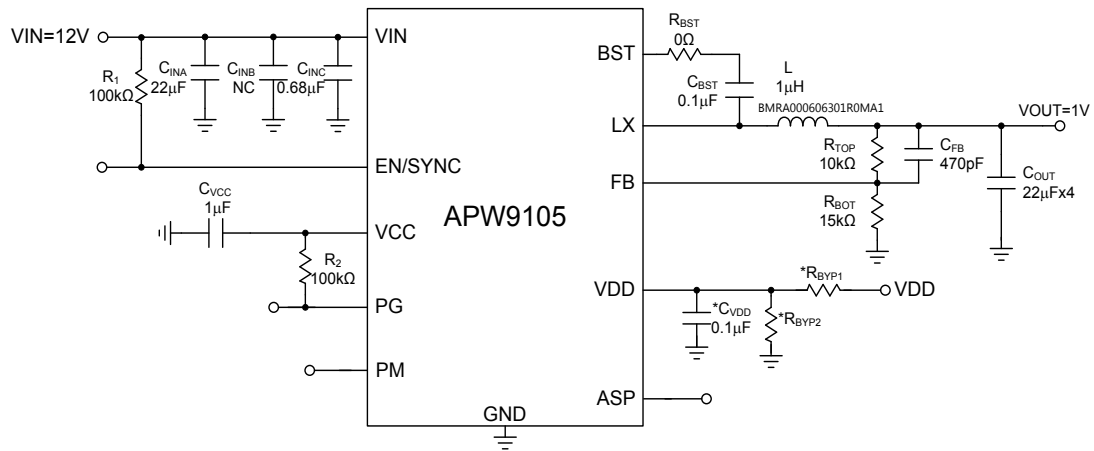 VIN=12V
R1
100kΩ
CINA
22µF
CINB
NC
CINC
0.68µF
VIN
EN/SYNC
CVCC
1µF
VCC
R2
100kΩ
PG
PM
APW9105
GND
BST
LX
FB
VDD
ASP
RBST
0Ω
CBST
0.1µF
L
1µH
BMRA000606301R0MA1
VOUT=1V
RTOP
10kΩ
CFB
470pF
RBOT
15kΩ
COUT
22µFx4
*RBYP1
VDD
*CVDD
0.1µF
*RBYP2